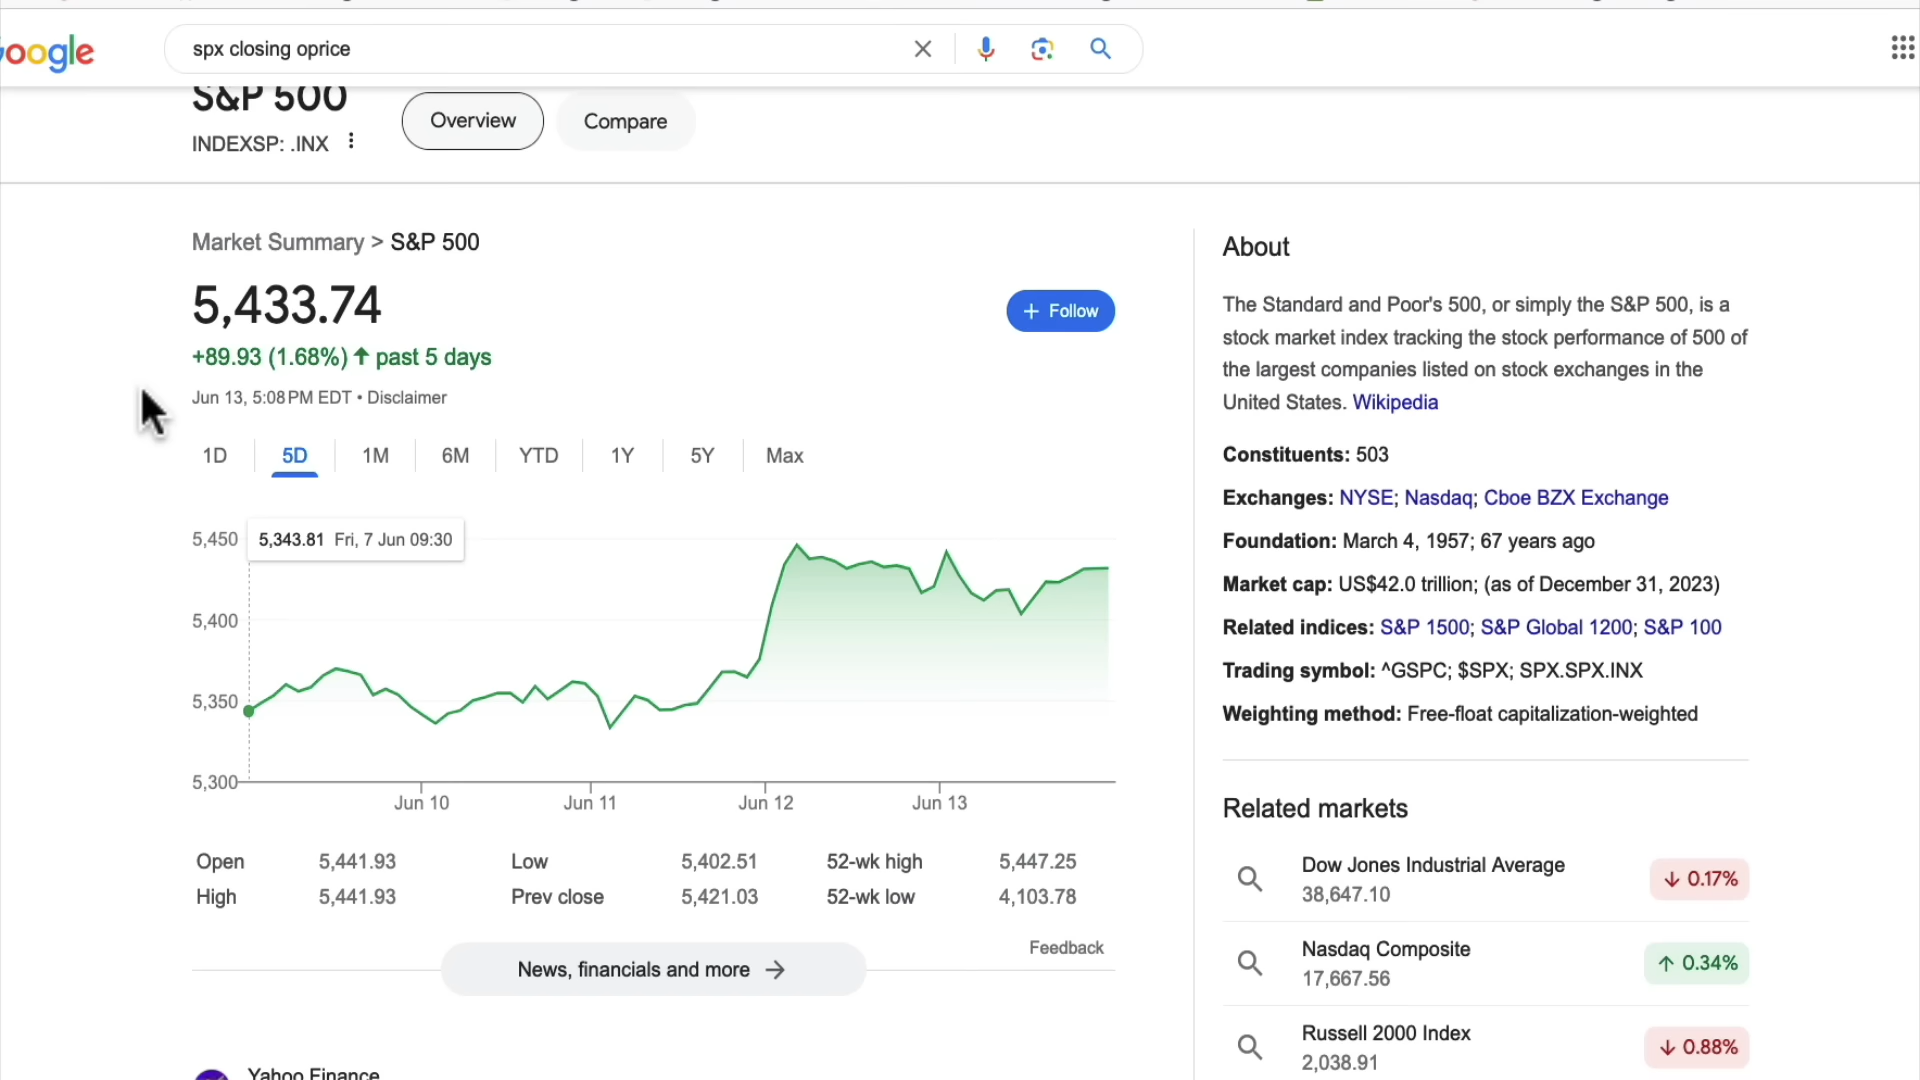 Google
spx closing oprice
S&P 500
INDEXSP: .INX
Overview
Compare
Market Summary > S&P 500
5,433.74
+ Follow
+89.93 (1.68%) ↑ past 5 days
Jun 13, 5:08 PM EDT • Disclaimer
1D
5D
1M
6M
YTD
1Y
5Y
Max
5,450
5,343.81 Fri, 7 Jun 09:30
5,400
5,350
5,300
Jun 10
Jun 11
Jun 12
Jun 13
Open 5,441.93 Low 5,402.51 52-wk high 5,447.25
High 5,441.93 Prev close 5,421.03 52-wk low 4,103.78
Feedback
News, financials and more →
Yahoo Finance
About
The Standard and Poor's 500, or simply the S&P 500, is a
stock market index tracking the stock performance of 500 of
the largest companies listed on stock exchanges in the
United States. Wikipedia
Constituents: 503
Exchanges: NYSE; Nasdaq; Cboe BZX Exchange
Foundation: March 4, 1957; 67 years ago
Market cap: US$42.0 trillion; (as of December 31, 2023)
Related indices: S&P 1500; S&P Global 1200; S&P 100
Trading symbol: ^GSPC; $SPX; SPX.SPX.INX
Weighting method: Free-float capitalization-weighted
Related markets
Dow Jones Industrial Average
38,647.10
↓ 0.17%
Nasdaq Composite
17,667.56
↑ 0.34%
Russell 2000 Index
2,038.91
↓ 0.88%